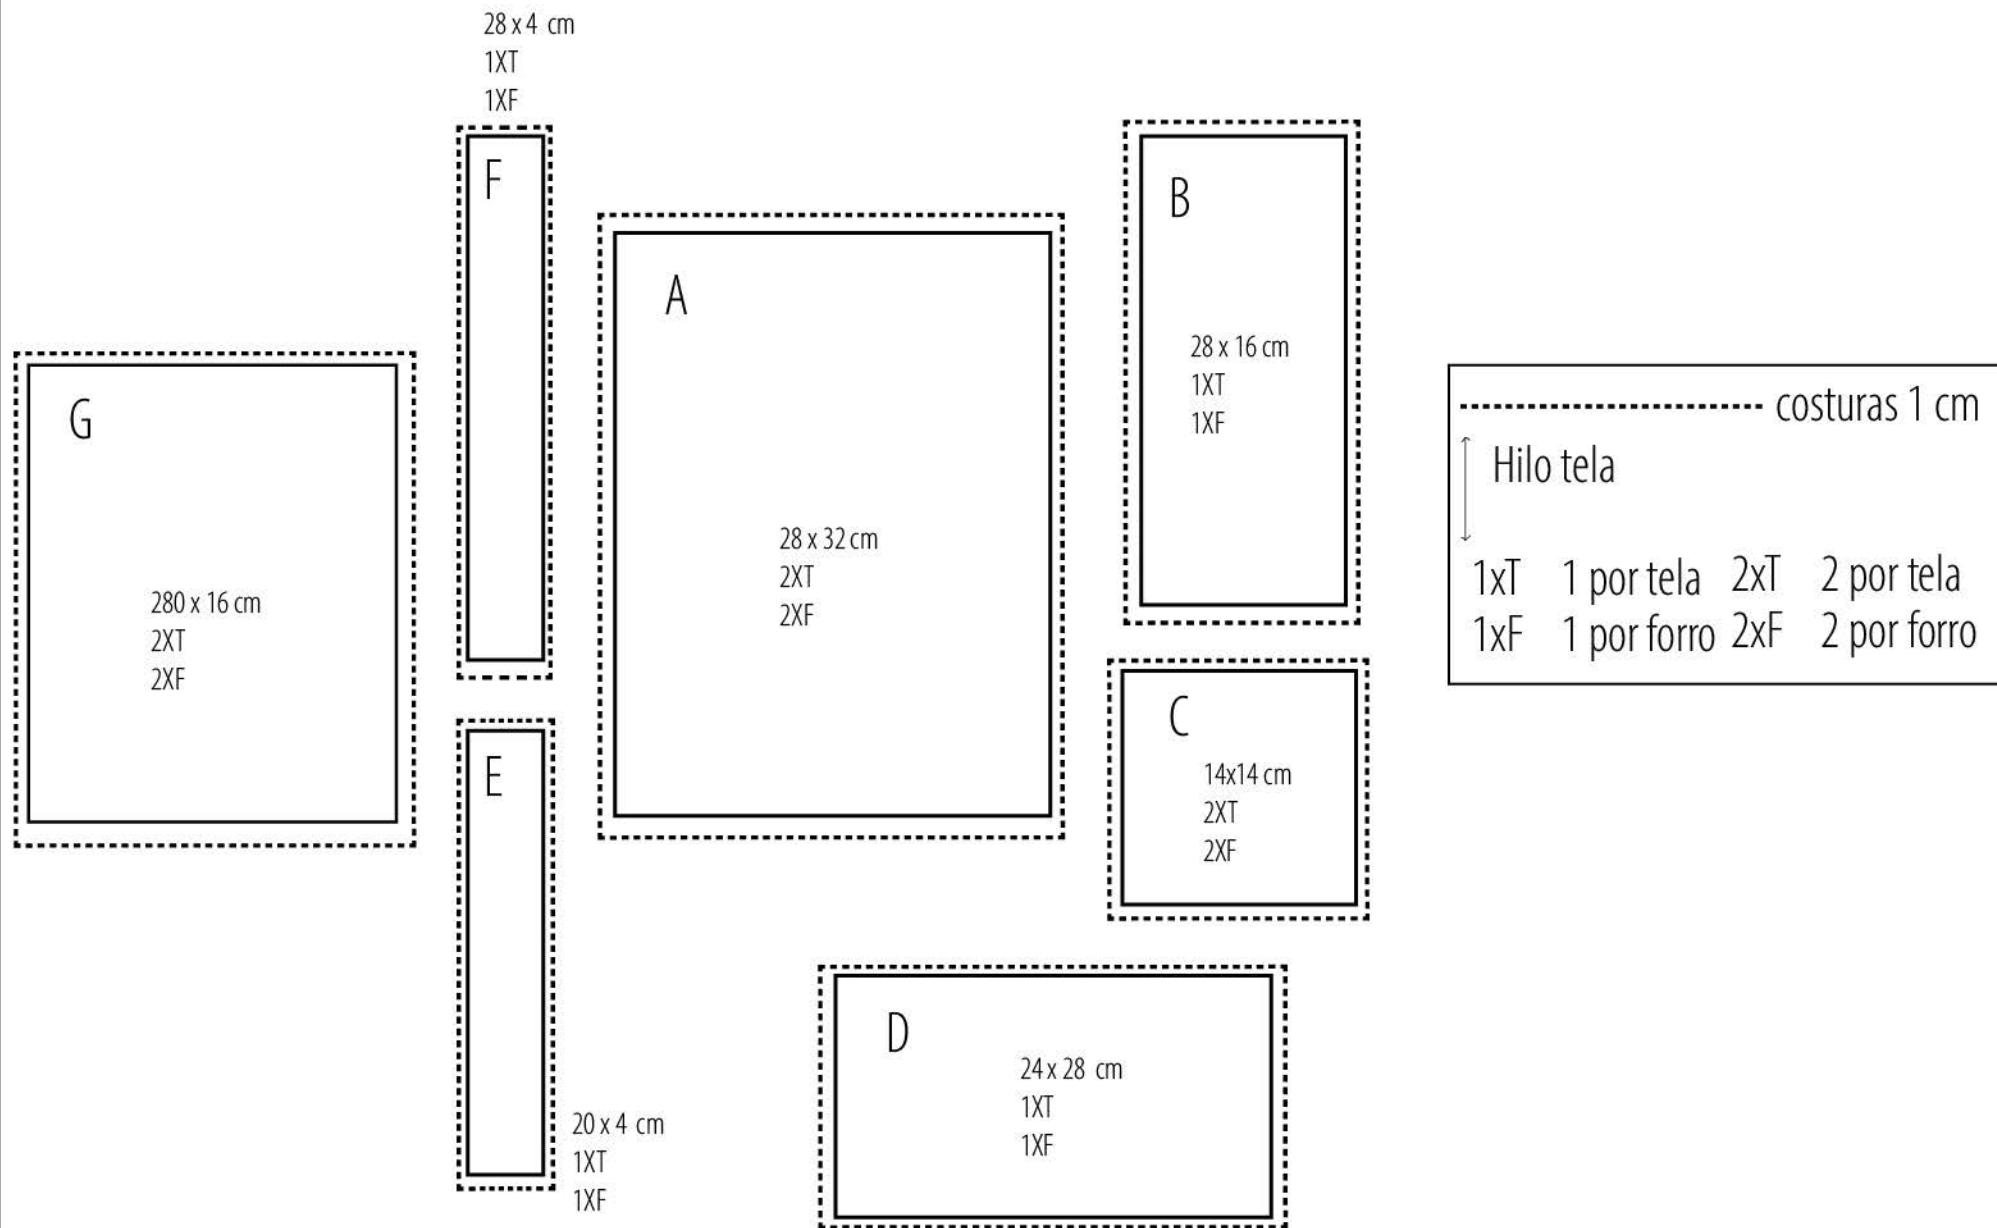 28 x 4 cm
1XT
1XF
F
B
28 x 16 cm
1XT
1XF
A
28 x 32 cm
2XT
2XF
G
280 x 16 cm
2XT
2XF
costuras 1 cm
Hilo tela
1xT 1 por tela 2xT 2 por tela
1xF 1 por forro 2xF 2 por forro
E
20 x 4 cm
1XT
1XF
C
14x14 cm
2XT
2XF
D
24 x 28 cm
1XT
1XF